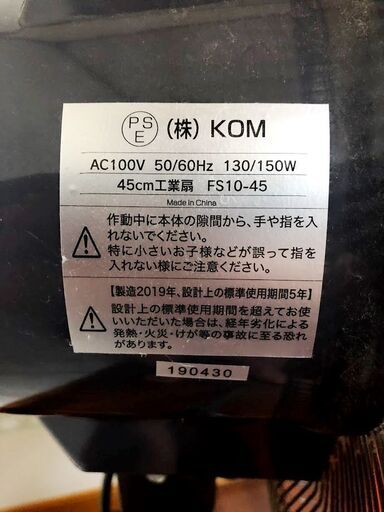 PS
E
(株) KOM
AC100V 50/60Hz 130/150W
45cm工業扇 FS10-45
Made in China
作動中に本体の隙間から、手や指を入
れないでください。
特に小さいお子様などが誤って指を
入れない様にご注意ください。
【製造2019年、設計上の標準使用期間5年】
設計上の標準使用期間を超えてお使
いいただいた場合は、経年劣化による
発熱・火災・けが等の事故に至る恐れ
があります。
190430